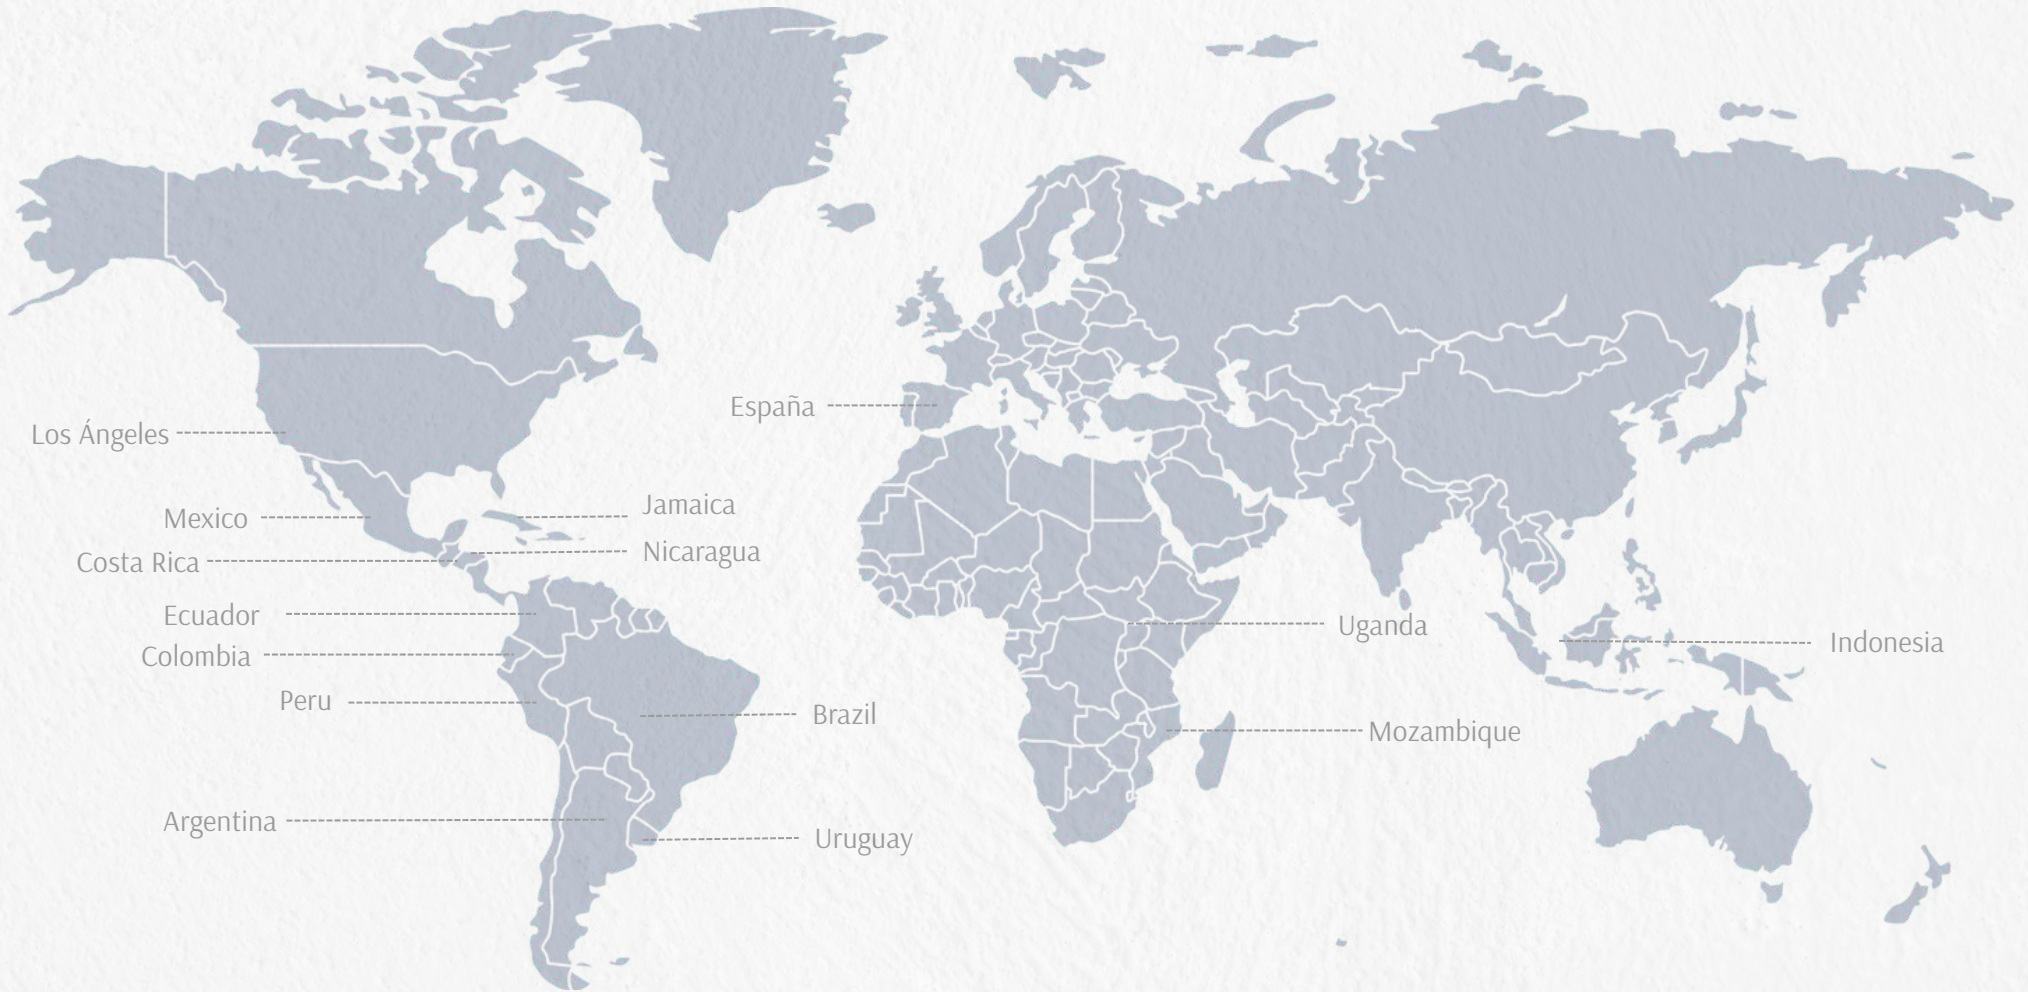 España
Los Ángeles
Jamaica
Mexico
Nicaragua
Costa Rica
Ecuador
Uganda
Indonesia
Colombia
Peru
Brazil
Mozambique
Argentina
Uruguay